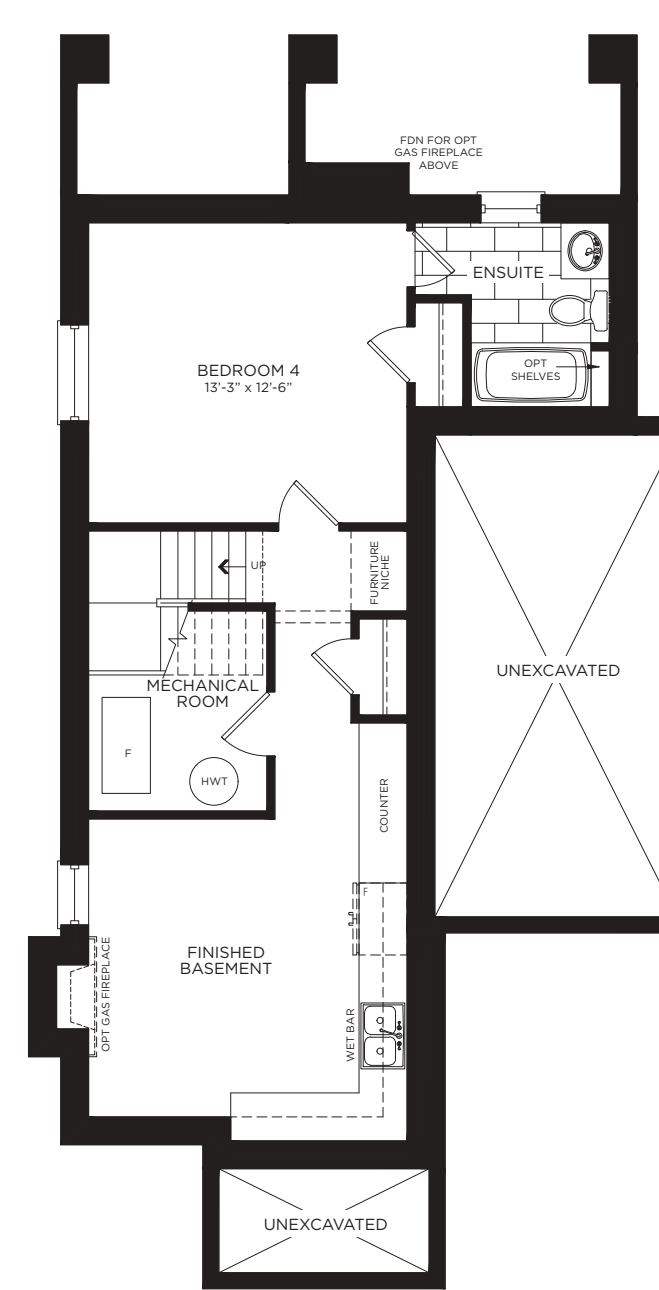 FDN FOR OPT
GAS FIREPLACE
ABOVE
ENSUITE
BEDROOM 4
13'-3" x 12'-6"
OPT
SHELVES
UP
FURNITURE
NICHE
UNEXCAVATED
MECHANICAL
ROOM
F
HWT
COUNTER
F
FINISHED
BASEMENT
OPT GAS FIREPLACE
WET BAR
UNEXCAVATED